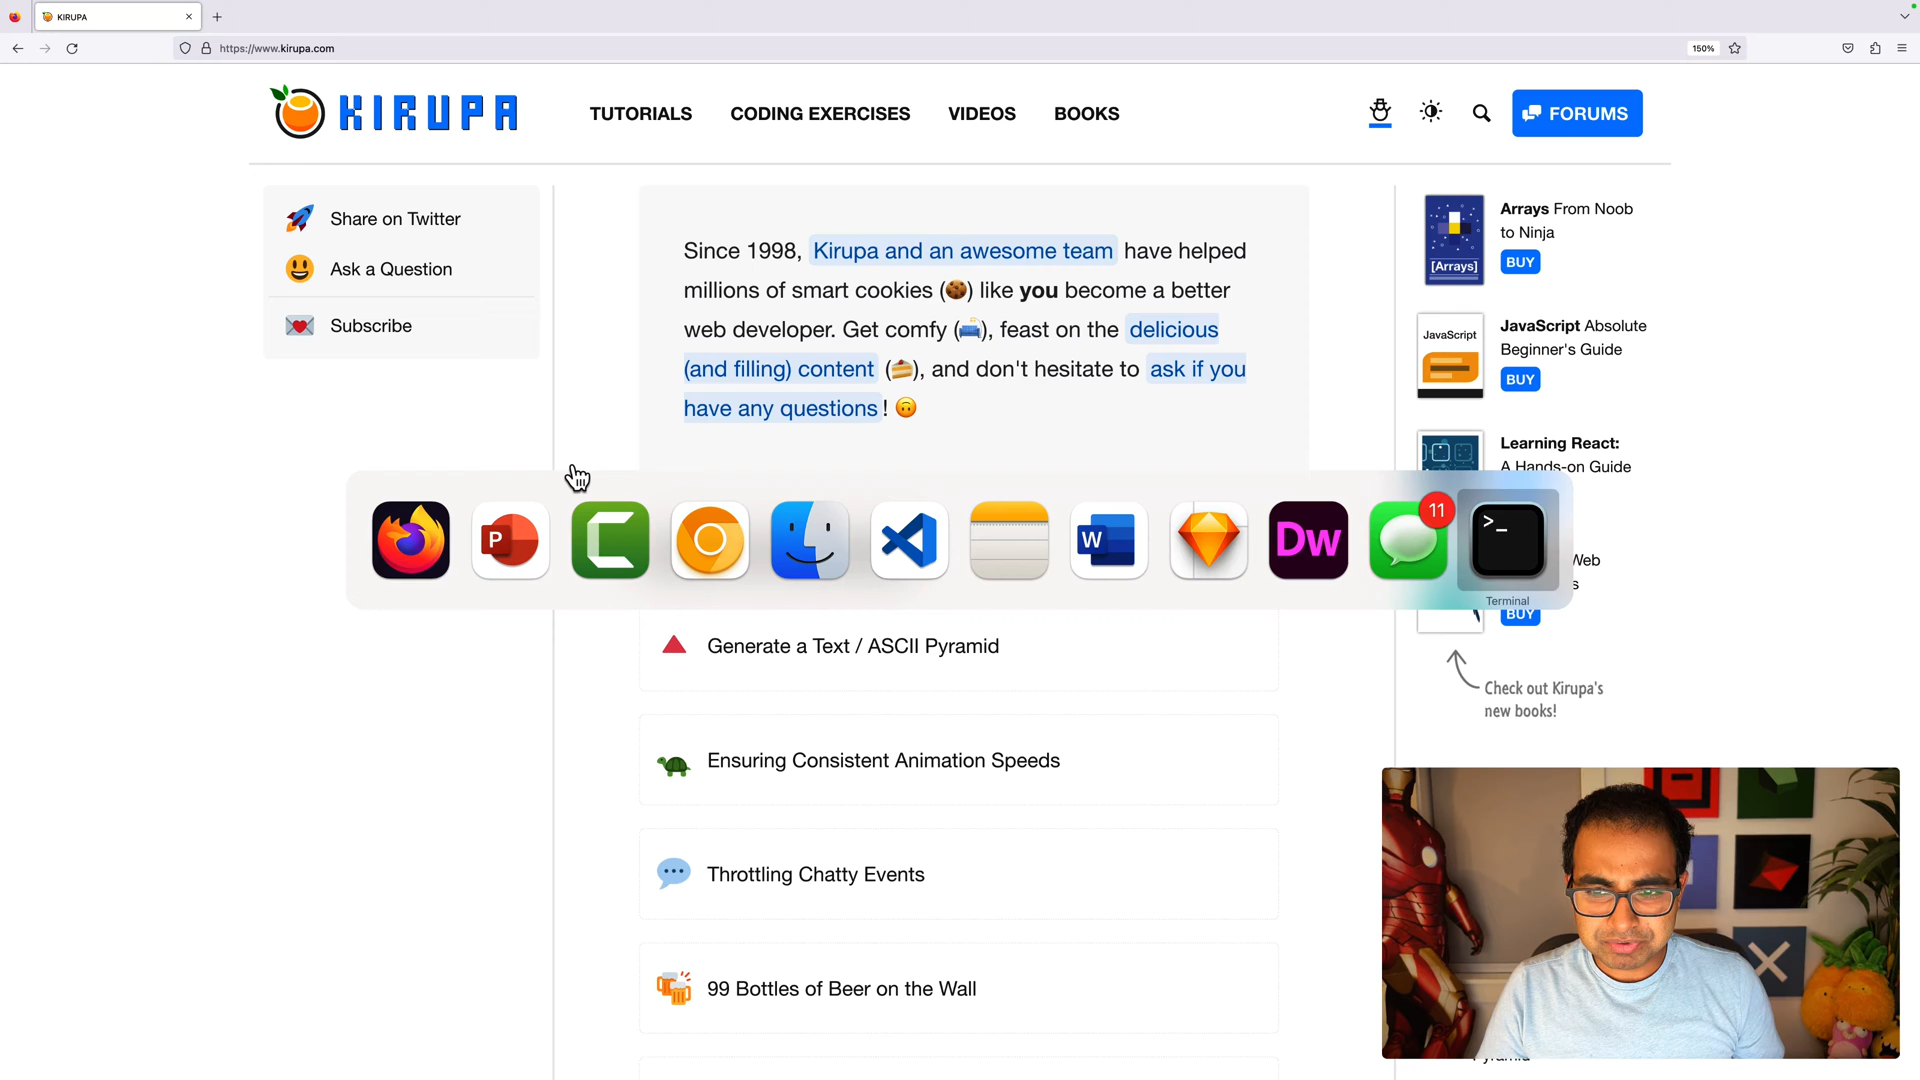 KIRUPA
https://www.kirupa.com
150%
KIRUPA
TUTORIALS
CODING EXERCISES
VIDEOS
BOOKS
FORUMS
Share on Twitter
Ask a Question
Subscribe
Since 1998, Kirupa and an awesome team have helped
millions of smart cookies (🍪) like you become a better
web developer. Get comfy (🛋️), feast on the delicious
(and filling) content (🍰), and don't hesitate to ask if you
have any questions! 🙃
Arrays From Noob
to Ninja
BUY
[Arrays]
JavaScript Absolute
Beginner's Guide
BUY
JavaScript
Learning React:
A Hands-on Guide
P
W
Dw
11
>_
Terminal
Web
s
BUY
Check out Kirupa's
new books!
Generate a Text / ASCII Pyramid
Ensuring Consistent Animation Speeds
Throttling Chatty Events
99 Bottles of Beer on the Wall